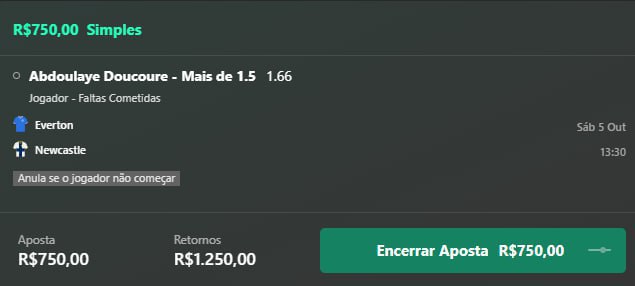 R$750,00 Simples
Abdoulaye Doucoure - Mais de 1.5 1.66
Jogador - Faltas Cometidas
Everton
Sáb 5 Out
Newcastle
13:30
Anula se o jogador não começar
Aposta
Retornos
R$750,00
R$1.250,00
Encerrar Aposta R$750,00